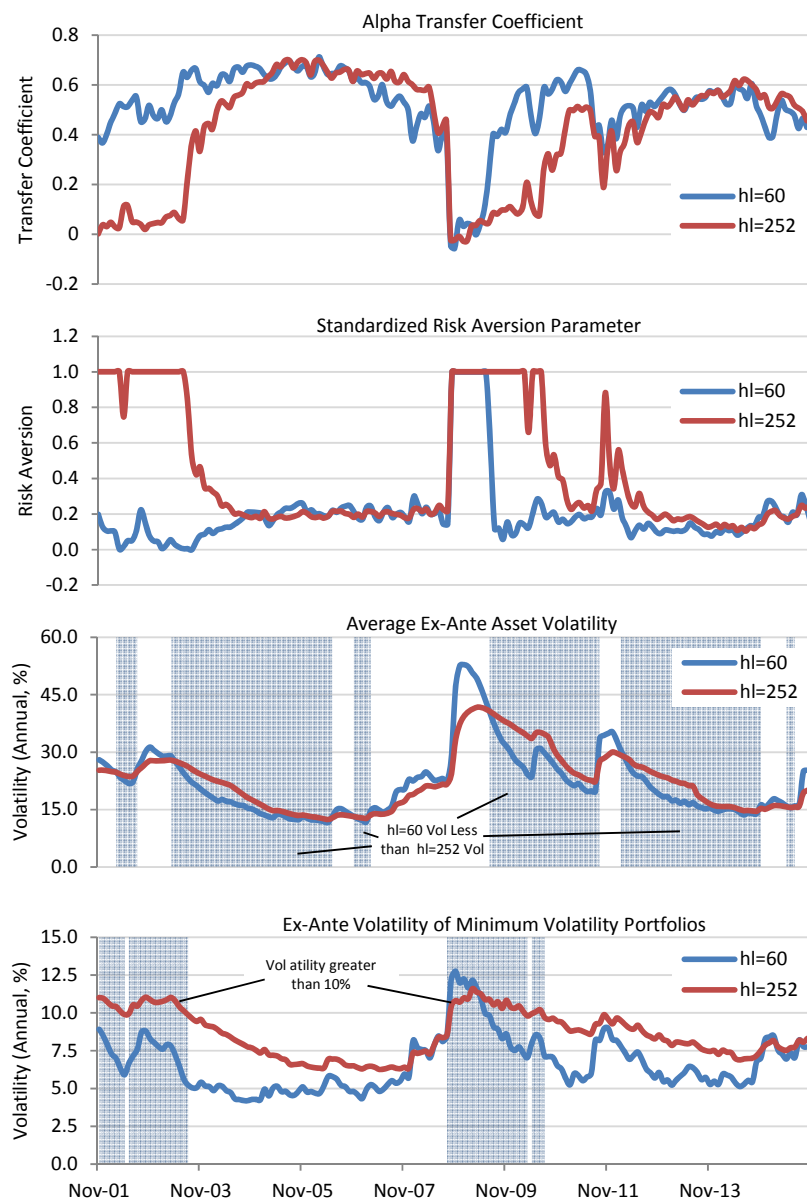 Alpha Transfer Coefficient
Transfer Coefficient
0.8
0.6
0.4
0.2
0
-0.2
hl=60
hl=252
Standardized Risk Aversion Parameter
Risk Aversion
1.2
1.0
0.8
0.6
0.4
0.2
0.0
-0.2
hl=60
hl=252
Average Ex-Ante Asset Volatility
Volatility (Annual, %)
60.0
45.0
30.0
15.0
0.0
hl=60
hl=252
hl=60 Vol Less
than hl=252 Vol
Ex-Ante Volatility of Minimum Volatility Portfolios
Volatility (Annual, %)
15.0
12.5
10.0
7.5
5.0
2.5
0.0
Vol atility greater
than 10%
hl=60
hl=252
Nov-01 Nov-03 Nov-05 Nov-07 Nov-09 Nov-11 Nov-13